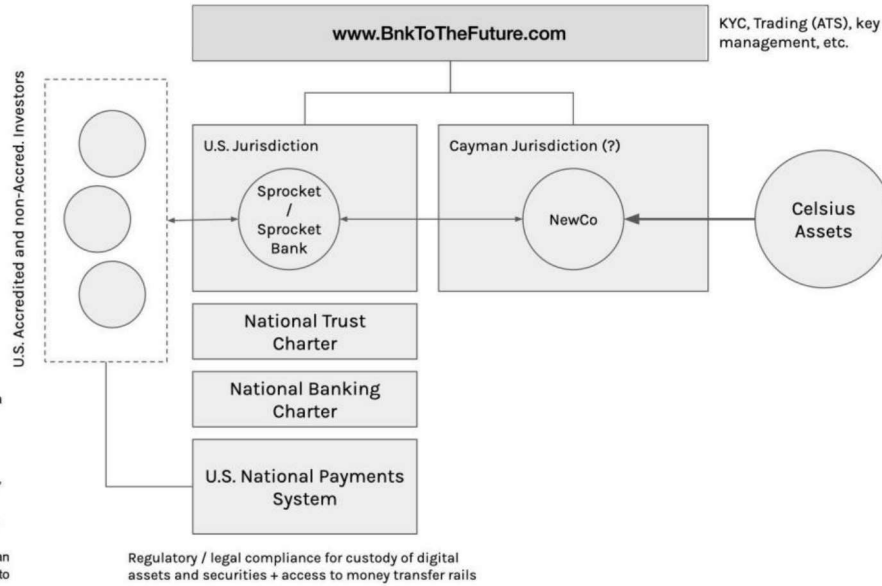 www.BnkToTheFuture.com
KYC, Trading (ATS), key
management, etc.
U.S. Accredited and non-Accred. Investors
U.S. Jurisdiction
Sprocket
/
Sprocket
Bank
Cayman Jurisdiction (?)
NewCo
Celsius
Assets
National Trust
Charter
National Banking
Charter
U.S. National Payments
System
to
Regulatory / legal compliance for custody of digital
assets and securities + access to money transfer rails